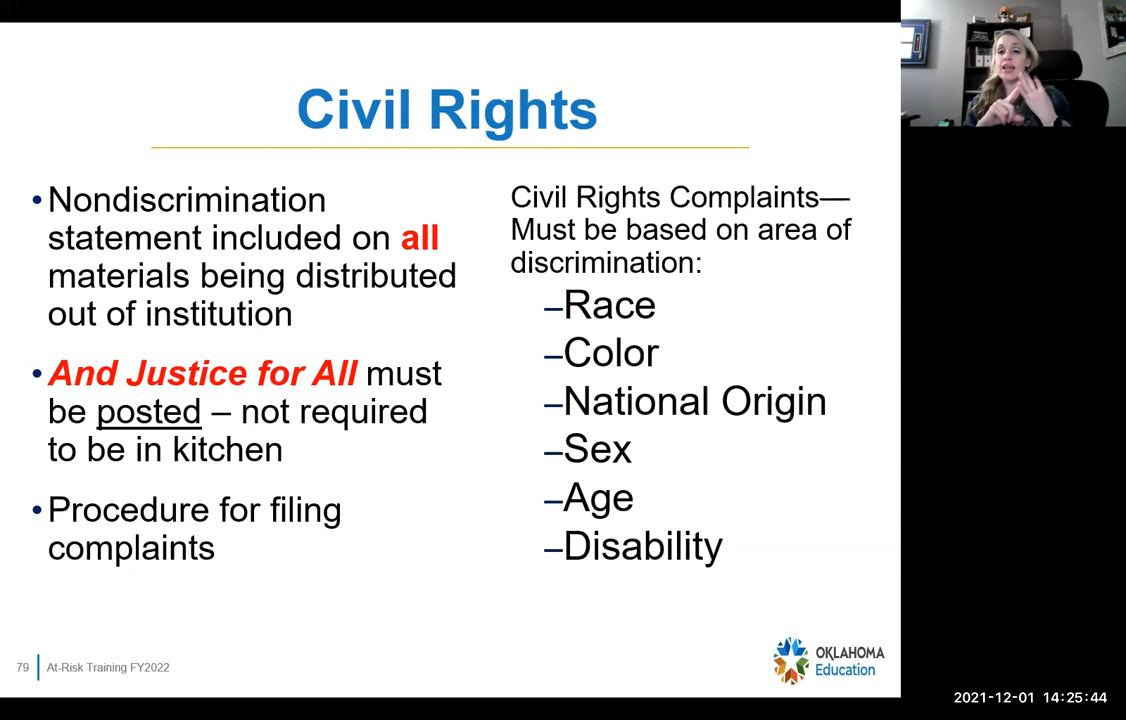 Civil Rights
•Nondiscrimination
statement included on all
materials being distributed
out of institution
•And Justice for All must
be posted – not required
to be in kitchen
•Procedure for filing
complaints
Civil Rights Complaints—
Must be based on area of
discrimination:
–Race
–Color
–National Origin
–Sex
–Age
–Disability
79
At-Risk Training FY2022
OKLAHOMA
Education
2021-12-01 14:25:44